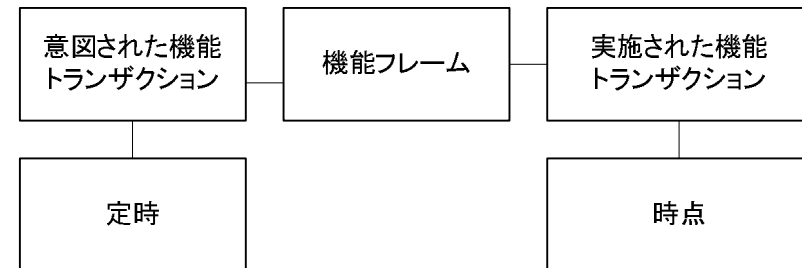 意図された機能
トランザクション
機能フレーム
実施された機能
トランザクション
定時
時点